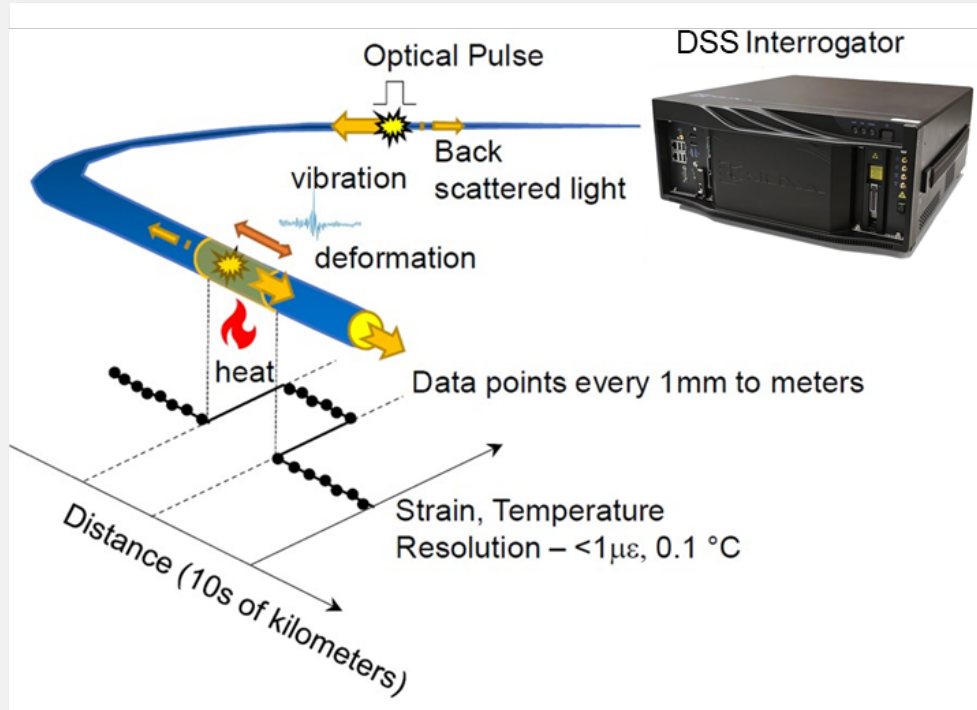 DSS Interrogator
Optical Pulse
Back
scattered light
vibration
deformation
heat
Data points every 1mm to meters
Strain, Temperature
Resolution – <1με, 0.1 °C
Distance (10s of kilometers)